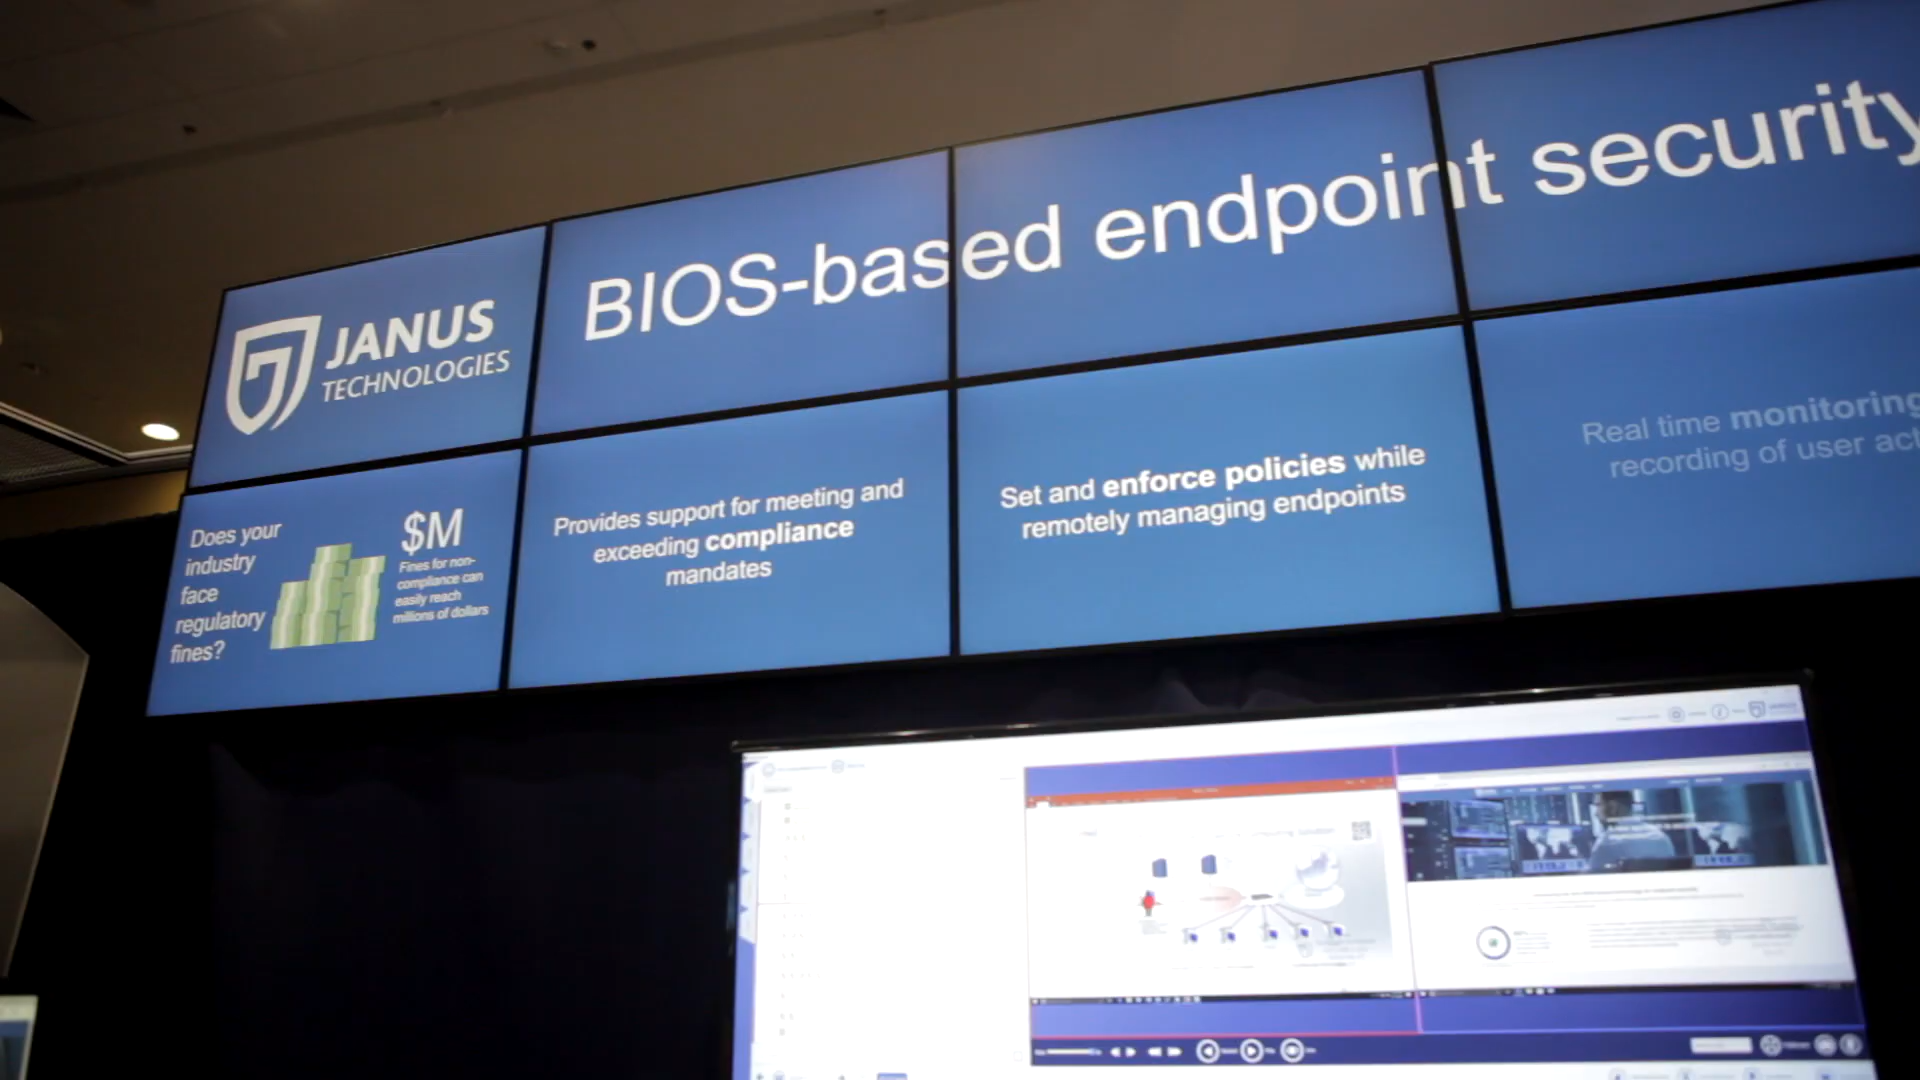 JANUS
TECHNOLOGIES
BIOS-based endpoint security
Does your
industry
face
regulatory
fines?
$M
Fines for non-
compliance can
easily reach
millions of dollars
Provides support for meeting and
exceeding compliance
mandates
Set and enforce policies while
remotely managing endpoints
Real time monitoring
recording of user act